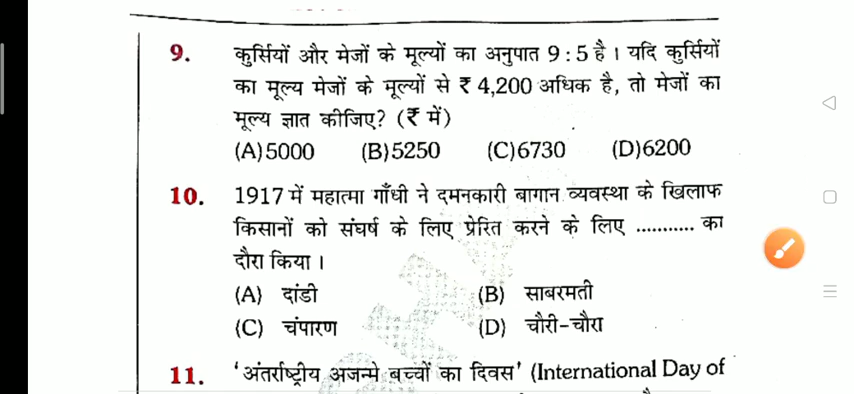 9. कुर्सियों और मेजों के मूल्यों का अनुपात 9 : 5 है । यदि कुर्सियों
का मूल्य मेजों के मूल्यों से ₹ 4,200 अधिक है, तो मेजों का
मूल्य ज्ञात कीजिए? (₹ में)
(A) 5000 (B) 5250 (C) 6730 (D) 6200
10. 1917 में महात्मा गाँधी ने दमनकारी बागान व्यवस्था के खिलाफ
किसानों को संघर्ष के लिए प्रेरित करने के लिए ........... का
दौरा किया ।
(A) दांडी (B) साबरमती
(C) चंपारण (D) चौरी-चौरा
11. 'अंतर्राष्ट्रीय अजन्मे बच्चों का दिवस' (International Day of